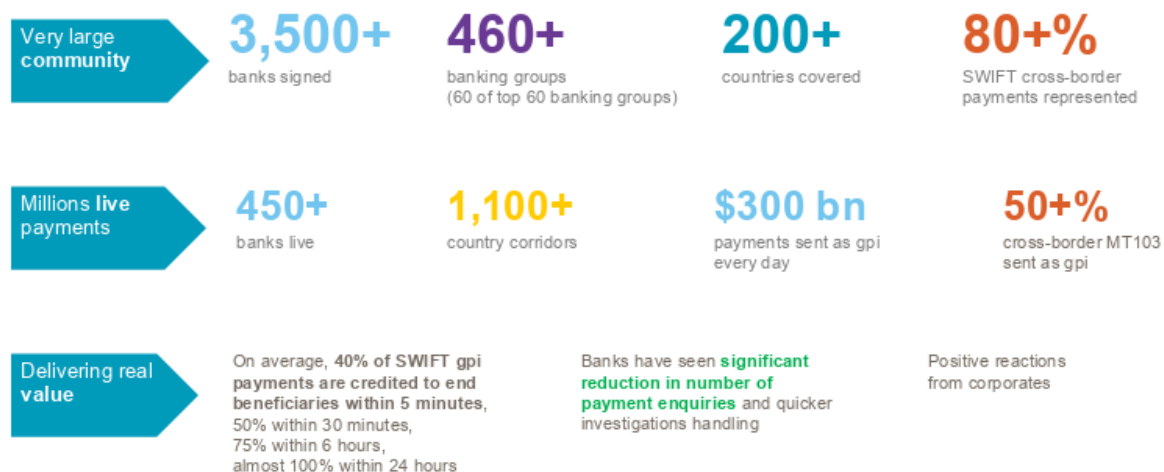 Very large
community
3,500+
banks signed
460+
banking groups
(60 of top 60 banking groups)
200+
countries covered
80+%
SWIFT cross-border
payments represented
Millions live
payments
450+
banks live
1,100+
country corridors
$300 bn
payments sent as gpi
every day
50+%
cross-border MT103
sent as gpi
Delivering real
value
On average, 40% of SWIFT gpi
payments are credited to end
beneficiaries within 5 minutes,
50% within 30 minutes,
75% within 6 hours,
almost 100% within 24 hours
Banks have seen significant
reduction in number of
payment enquiries and quicker
investigations handling
Positive reactions
from corporates